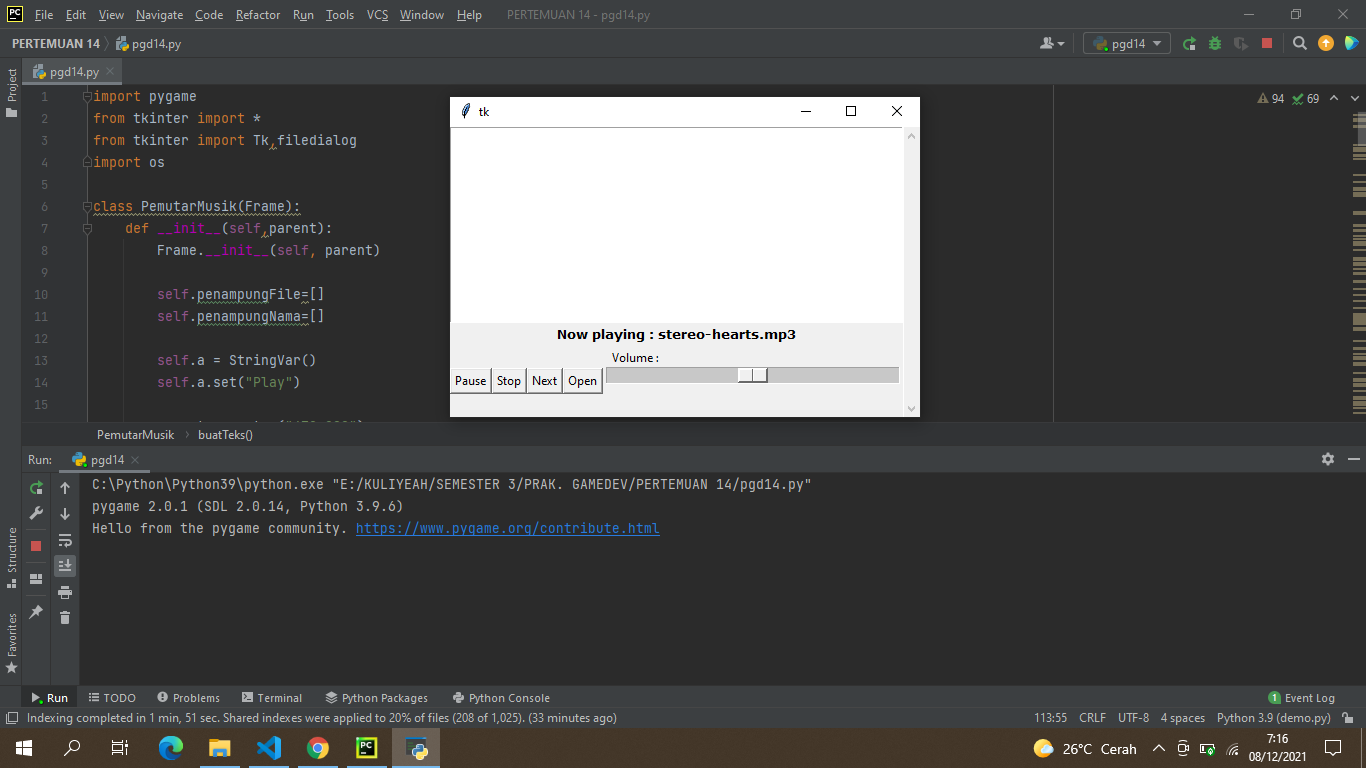 File Edit View Navigate Code Refactor Run Tools VCS Window Help PERTEMUAN 14 - pgd14.py
PERTEMUAN 14 pgd14.py pgd14
pgd14.py
Project
94 69
1 import pygame
2 from tkinter import *
3 from tkinter import Tk,filedialog
4 import os
5
6 class PemutarMusik(Frame):
7 def __init__(self,parent):
8 Frame.__init__(self, parent)
9
10 self.penampungFile=[]
11 self.penampungNama=[]
12
13 self.a = StringVar()
14 self.a.set("Play")
15
tk
Now playing : stereo-hearts.mp3
Volume :
Pause Stop Next Open
PemutarMusik buatTeks()
Run: pgd14
C:\Python\Python39\python.exe "E:/KULIYEAH/SEMESTER 3/PRAK. GAMEDEV/PERTEMUAN 14/pgd14.py"
pygame 2.0.1 (SDL 2.0.14, Python 3.9.6)
Hello from the pygame community. https://www.pygame.org/contribute.html
Structure
Favorites
Run TODO Problems Terminal Python Packages Python Console 1 Event Log
Indexing completed in 1 min, 51 sec. Shared indexes were applied to 20% of files (208 of 1,025). (33 minutes ago) 113:55 CRLF UTF-8 4 spaces Python 3.9 (demo.py)
26°C Cerah 7:16
08/12/2021